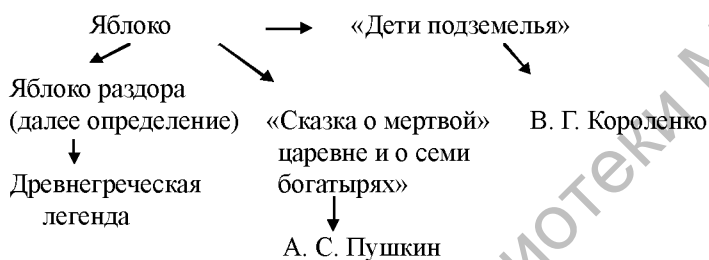 Яблоко → «Дети подземелья»
Яблоко раздора
(далее определение) «Сказка о мертвой» В. Г. Короленко
царевне и о семи
Древнегреческая богатырях»
легенда
А. С. Пушкин